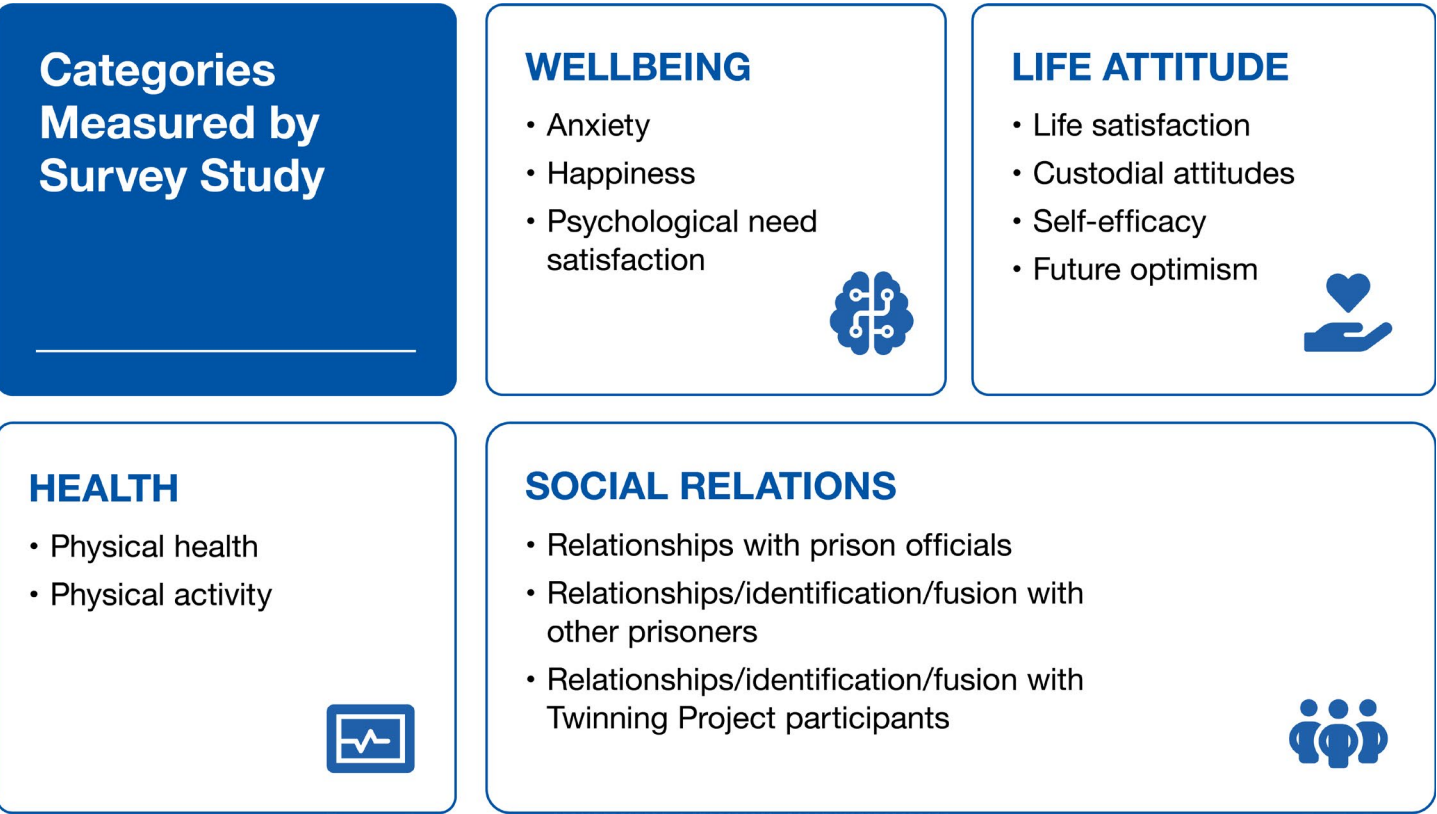 Categories
Measured by
Survey Study
WELLBEING
• Anxiety
• Happiness
• Psychological need
satisfaction
LIFE ATTITUDE
• Life satisfaction
• Custodial attitudes
• Self-efficacy
• Future optimism
HEALTH
• Physical health
• Physical activity
SOCIAL RELATIONS
• Relationships with prison officials
• Relationships/identification/fusion with
other prisoners
• Relationships/identification/fusion with
Twinning Project participants